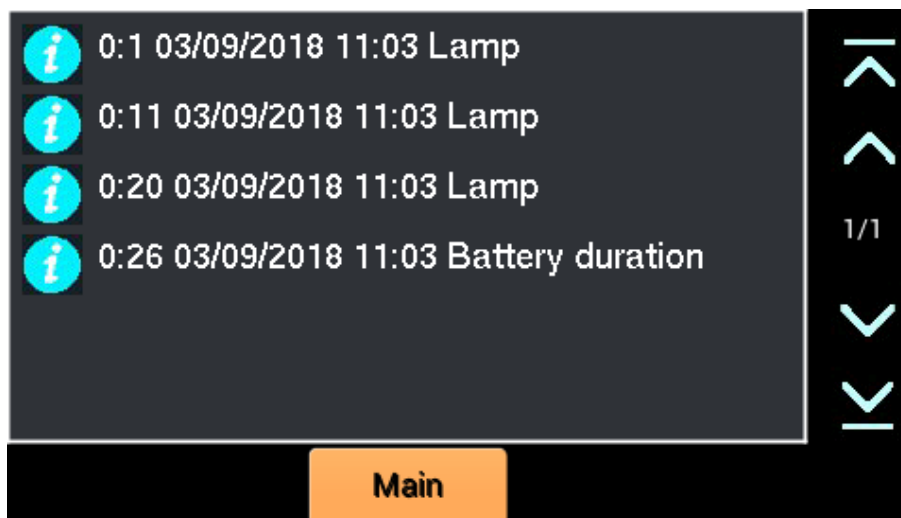 0:1 03/09/2018 11:03 Lamp
0:11 03/09/2018 11:03 Lamp
0:20 03/09/2018 11:03 Lamp
0:26 03/09/2018 11:03 Battery duration
1/1
Main